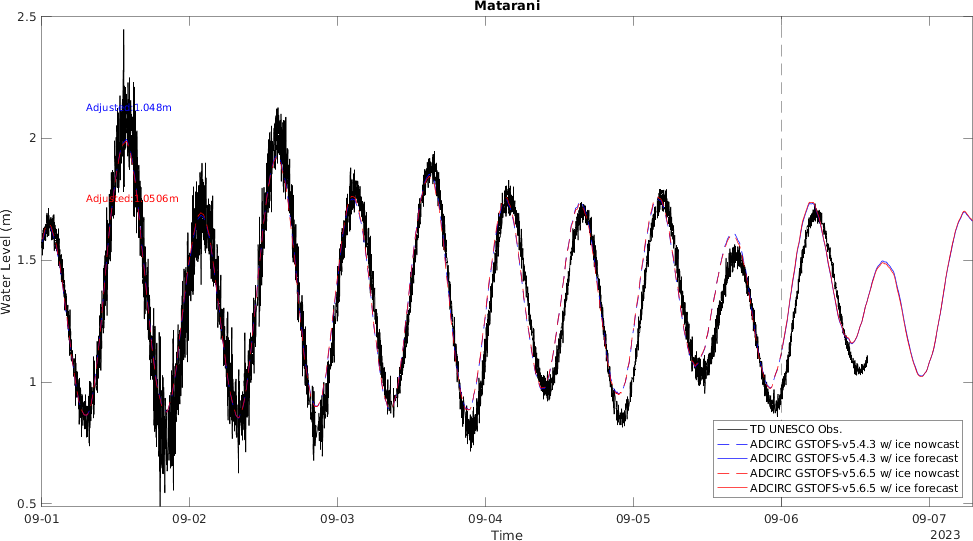 Matarani
2.5
2
1.5
1
0.5
Water Level (m)
Adjusted:1.048m
Adjusted:1.0506m
TD UNESCO Obs.
ADCIRC GSTOFS-v5.4.3 w/ ice nowcast
ADCIRC GSTOFS-v5.4.3 w/ ice forecast
ADCIRC GSTOFS-v5.6.5 w/ ice nowcast
ADCIRC GSTOFS-v5.6.5 w/ ice forecast
09-01 09-02 09-03 09-04 09-05 09-06 09-07
Time
2023